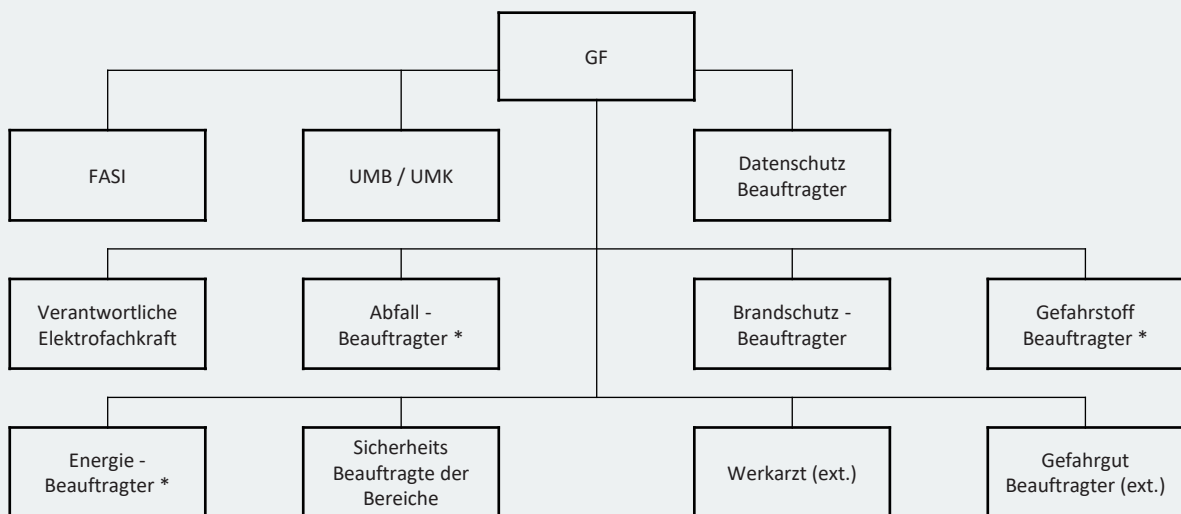 GF
FASI
UMB / UMK
Datenschutz
Beauftragter
Verantwortliche
Elektrofachkraft
Abfall -
Beauftragter *
Brandschutz -
Beauftragter
Gefahrstoff
Beauftragter *
Energie -
Beauftragter *
Sicherheits
Beauftragte der
Bereiche
Werkarzt (ext.)
Gefahrgut
Beauftragter (ext.)